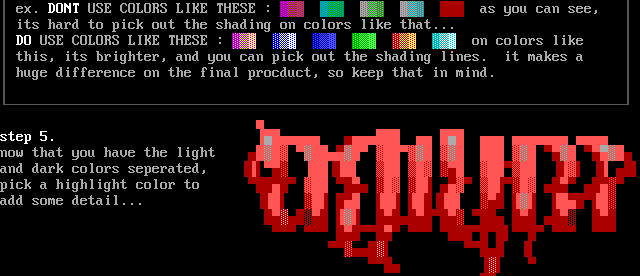 ex. DONT USE COLORS LIKE THESE : as you can see,
its hard to pick out the shading on colors like that...
DO USE COLORS LIKE THESE : on colors like
this, its brighter, and you can pick out the shading lines. it makes a
huge difference on the final procduct, so keep that in mind.
step 5.
now that you have the light
and dark colors seperated,
pick a highlight color to
add some detail...